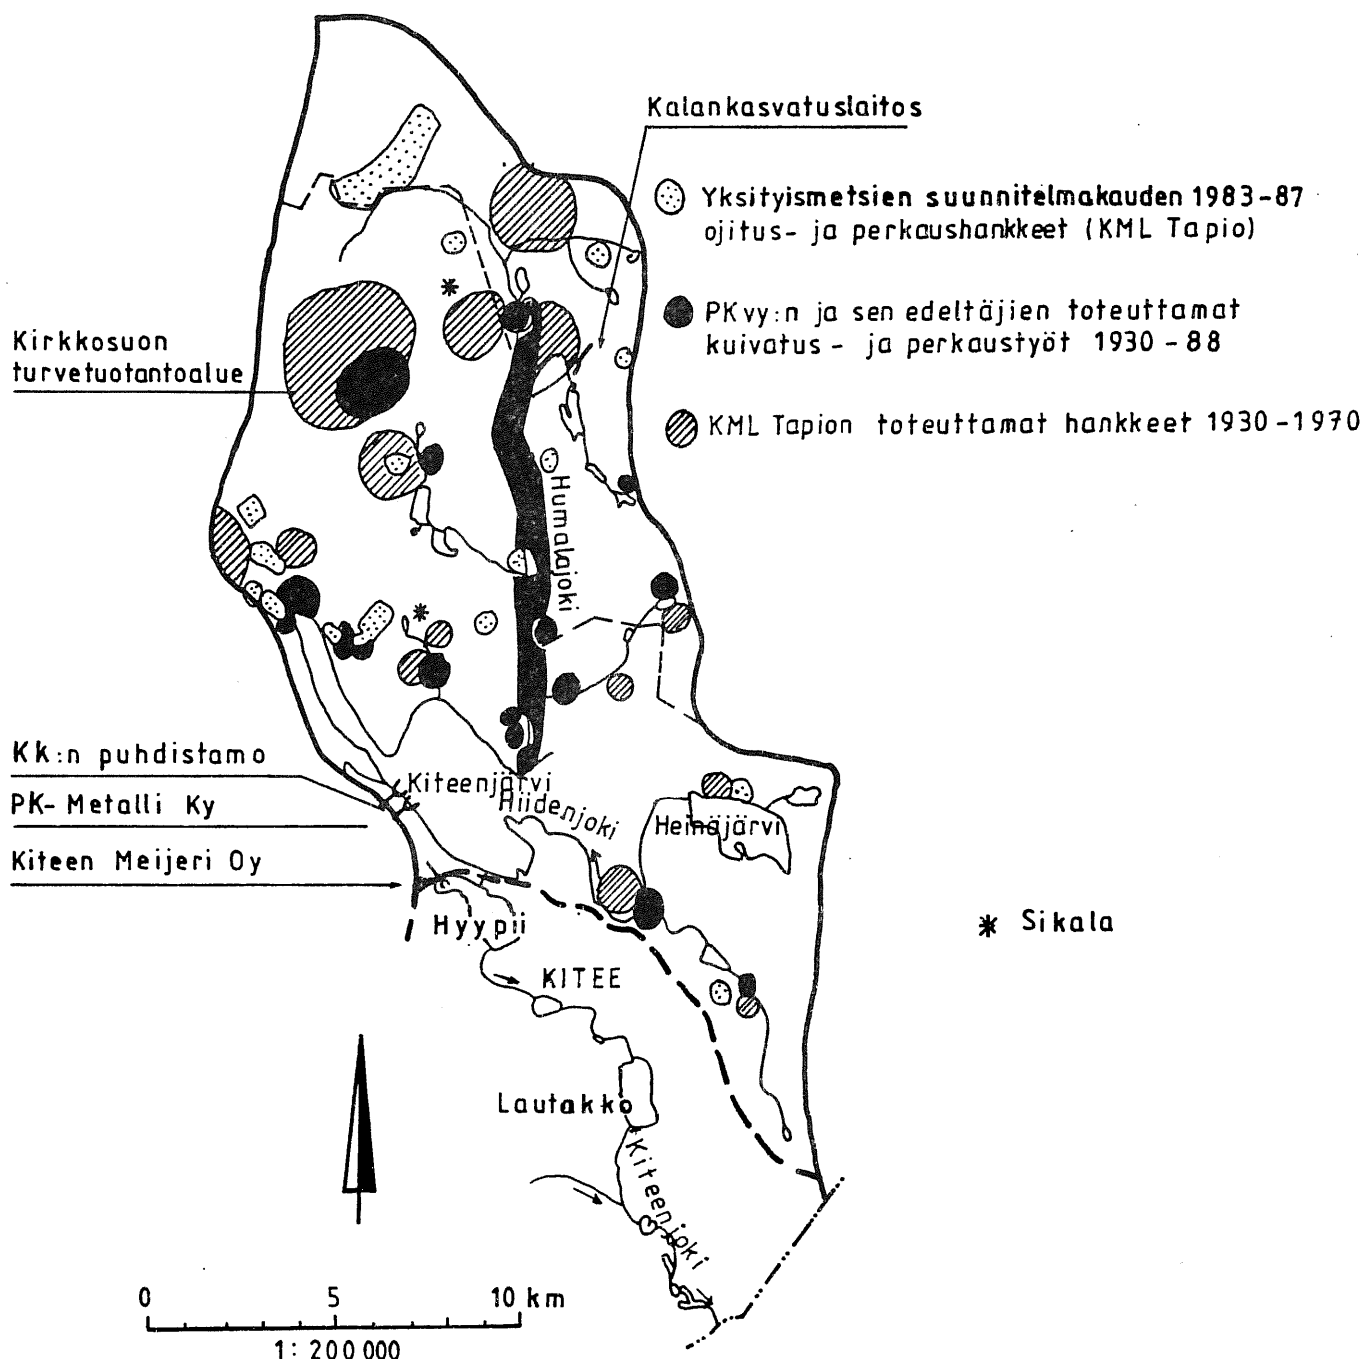 Kalankasvatuslaitos
Yksityismetsien suunnitelmakauden 1983-87
ojitus- ja perkaushankkeet (KML Tapio)
PKvy:n ja sen edeltäjien toteuttamat
kuivatus- ja perkaustyöt 1930-88
KML Tapion toteuttamat hankkeet 1930-1970
Kirkkosuon
turvetuotantoalue
Humalajoki
Kk:n puhdistamo
PK-Metalli Ky
Kiteen Meijeri Oy
Kiteenjärvi
Hiidenjoki
Heinäjärvi
Hyypii
KITEE
* Sikala
Lautakko
Kiteenjoki
0 5 10 km
1: 200 000